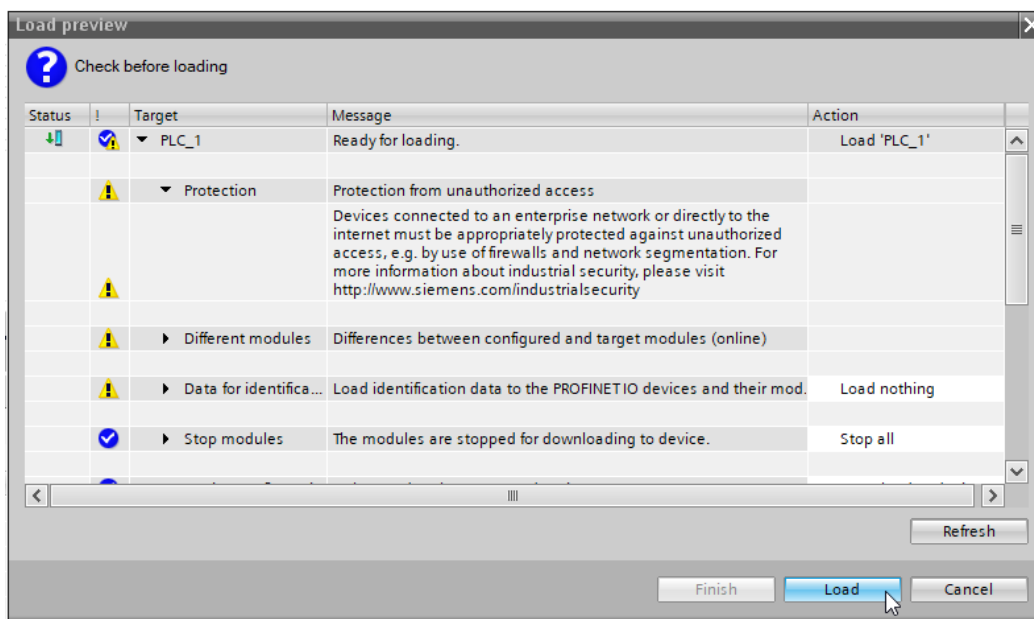 Load preview
Check before loading
Status ! Target Message Action
PLC_1 Ready for loading. Load 'PLC_1'
Protection Protection from unauthorized access
Devices connected to an enterprise network or directly to the
internet must be appropriately protected against unauthorized
access, e.g. by use of firewalls and network segmentation. For
more information about industrial security, please visit
http://www.siemens.com/industrialsecurity
Different modules Differences between configured and target modules (online)
Data for identifica... Load identification data to the PROFINET IO devices and their mod. Load nothing
Stop modules The modules are stopped for downloading to device. Stop all
Refresh
Finish Load Cancel